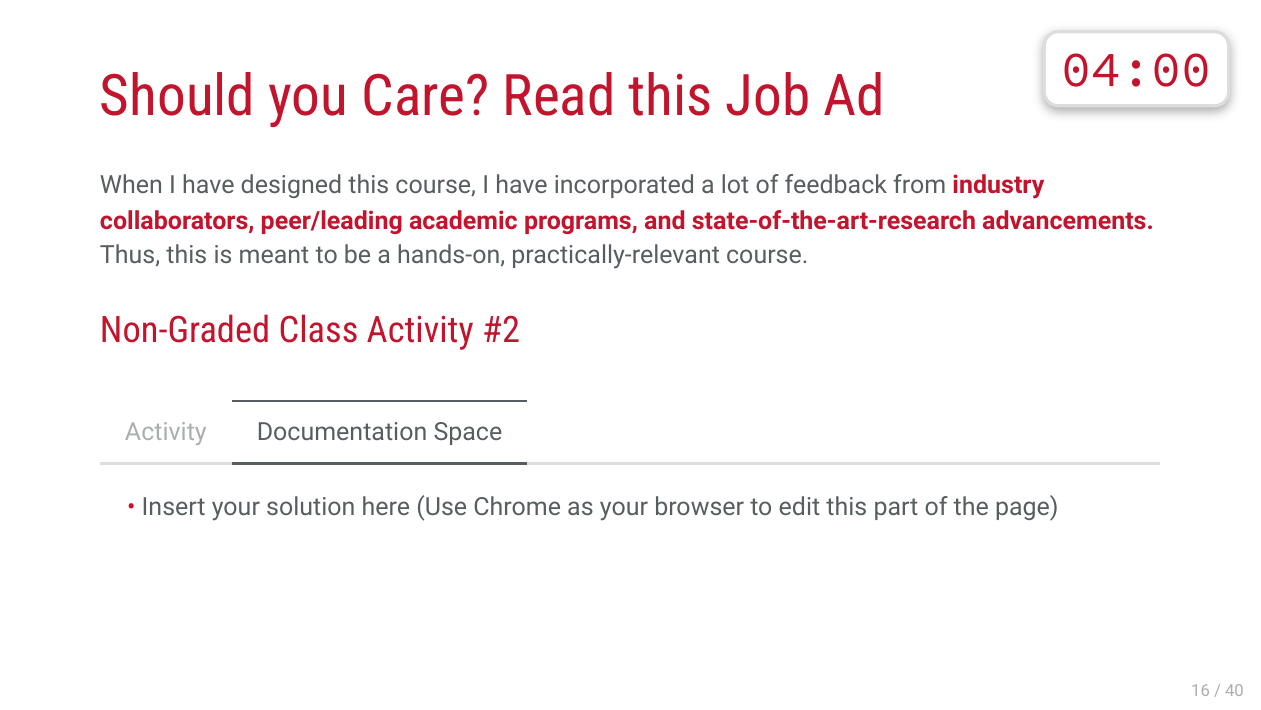 Should you Care? Read this Job Ad
04:00
When I have designed this course, I have incorporated a lot of feedback from industry
collaborators, peer/leading academic programs, and state-of-the-art-research advancements.
Thus, this is meant to be a hands-on, practically-relevant course.
Non-Graded Class Activity #2
Activity
Documentation Space
• Insert your solution here (Use Chrome as your browser to edit this part of the page)
16 / 40